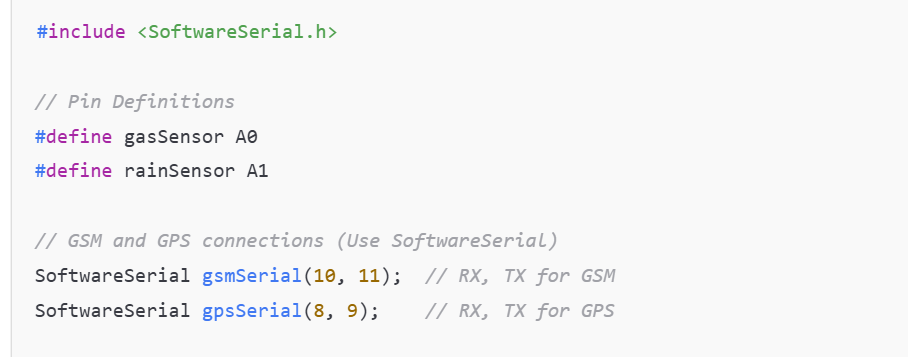 #include <SoftwareSerial.h>
// Pin Definitions
#define gasSensor A0
#define rainSensor A1
// GSM and GPS connections (Use SoftwareSerial)
SoftwareSerial gsmSerial(10, 11);  // RX, TX for GSM
SoftwareSerial gpsSerial(8, 9);    // RX, TX for GPS